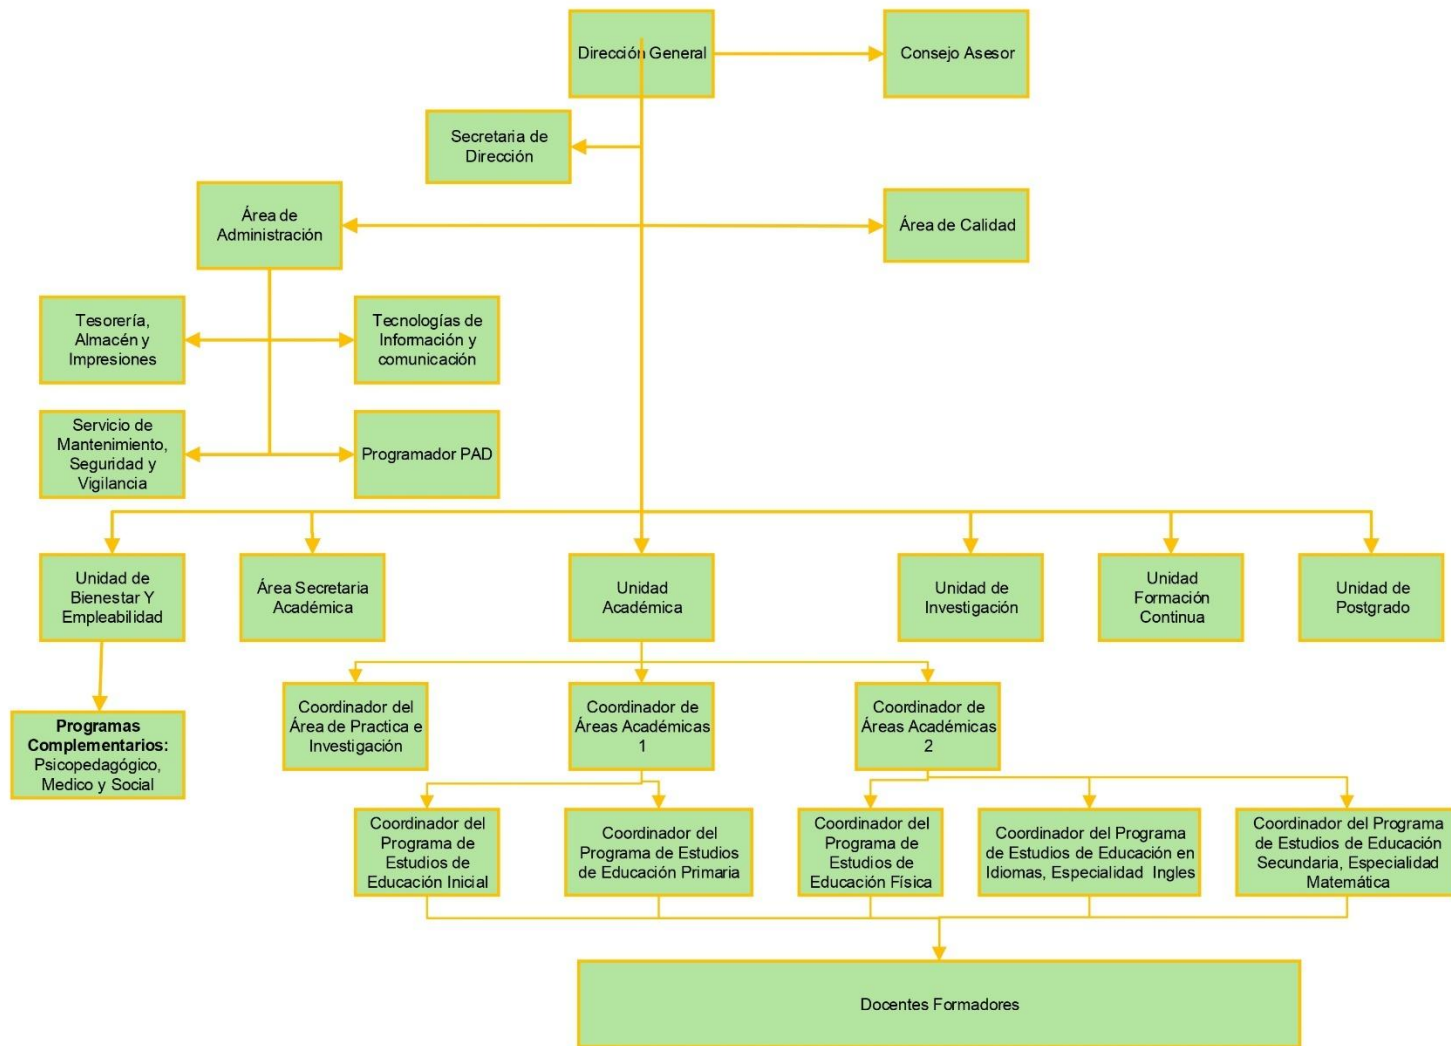 Dirección General
Consejo Asesor
Secretaria de
Dirección
Área de
Administración
Área de Calidad
Tesorería,
Almacén y
Impresiones
Tecnologías de
Información y
comunicación
Servicio de
Mantenimiento,
Seguridad y
Vigilancia
Programador PAD
Unidad de
Bienestar Y
Empleabilidad
Área Secretaria
Académica
Unidad
Académica
Unidad de
Investigación
Unidad
Formación
Continua
Unidad de
Postgrado
Programas
Complementarios:
Psicopedagógico,
Medico y Social
Coordinador del
Área de Practica e
Investigación
Coordinador de
Áreas Académicas
1
Coordinador de
Áreas Académicas
2
Coordinador del
Programa de
Estudios de
Educación Inicial
Coordinador del
Programa de Estudios
de Educación Primaria
Coordinador del
Programa de
Estudios de
Educación Física
Coordinador del Programa
de Estudios de Educación en
Idiomas, Especialidad Ingles
Coordinador del Programa
de Estudios de Educación
Secundaria, Especialidad
Matemática
Docentes Formadores